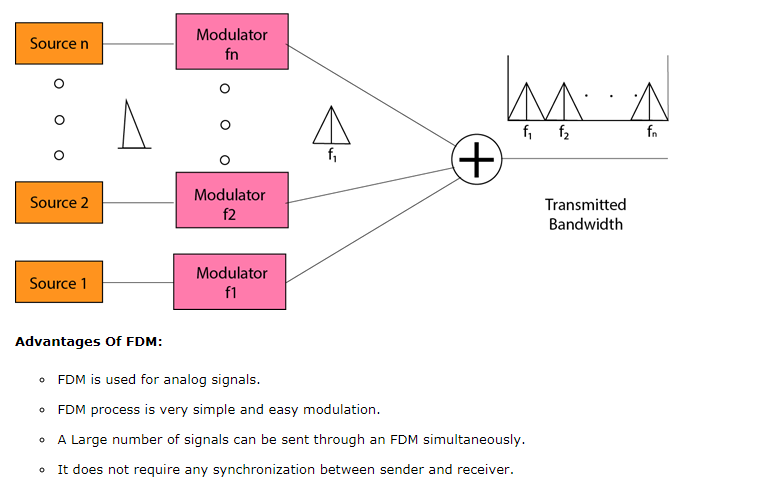 Source n
Modulator
fn
f₁
f₁ f₂ fₙ
Source 2
Modulator
f2
Transmitted
Bandwidth
Source 1
Modulator
f1
Advantages Of FDM:
FDM is used for analog signals.
FDM process is very simple and easy modulation.
A Large number of signals can be sent through an FDM simultaneously.
It does not require any synchronization between sender and receiver.